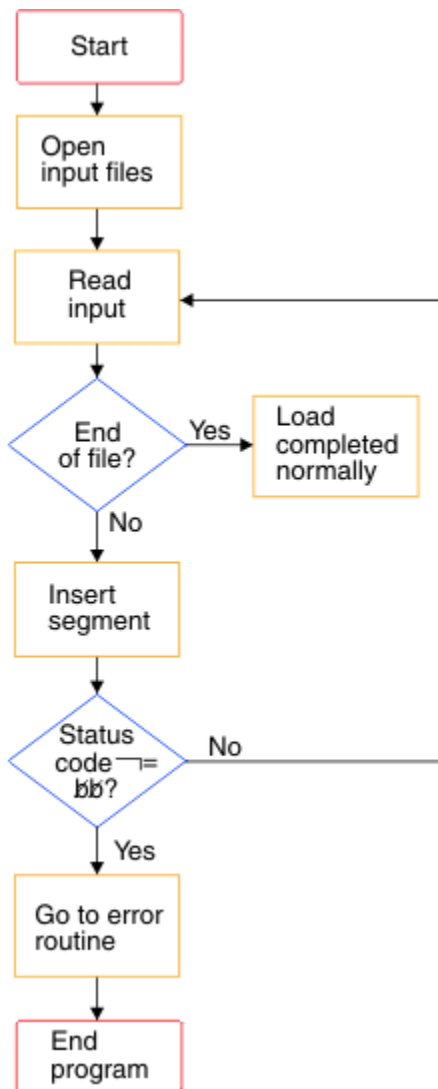 Start
Open
input files
Read
input
End
of file?
Yes
Load
completed
normally
No
Insert
segment
Status
code ¬=
b̸b̸?
No
Yes
Go to error
routine
End
program